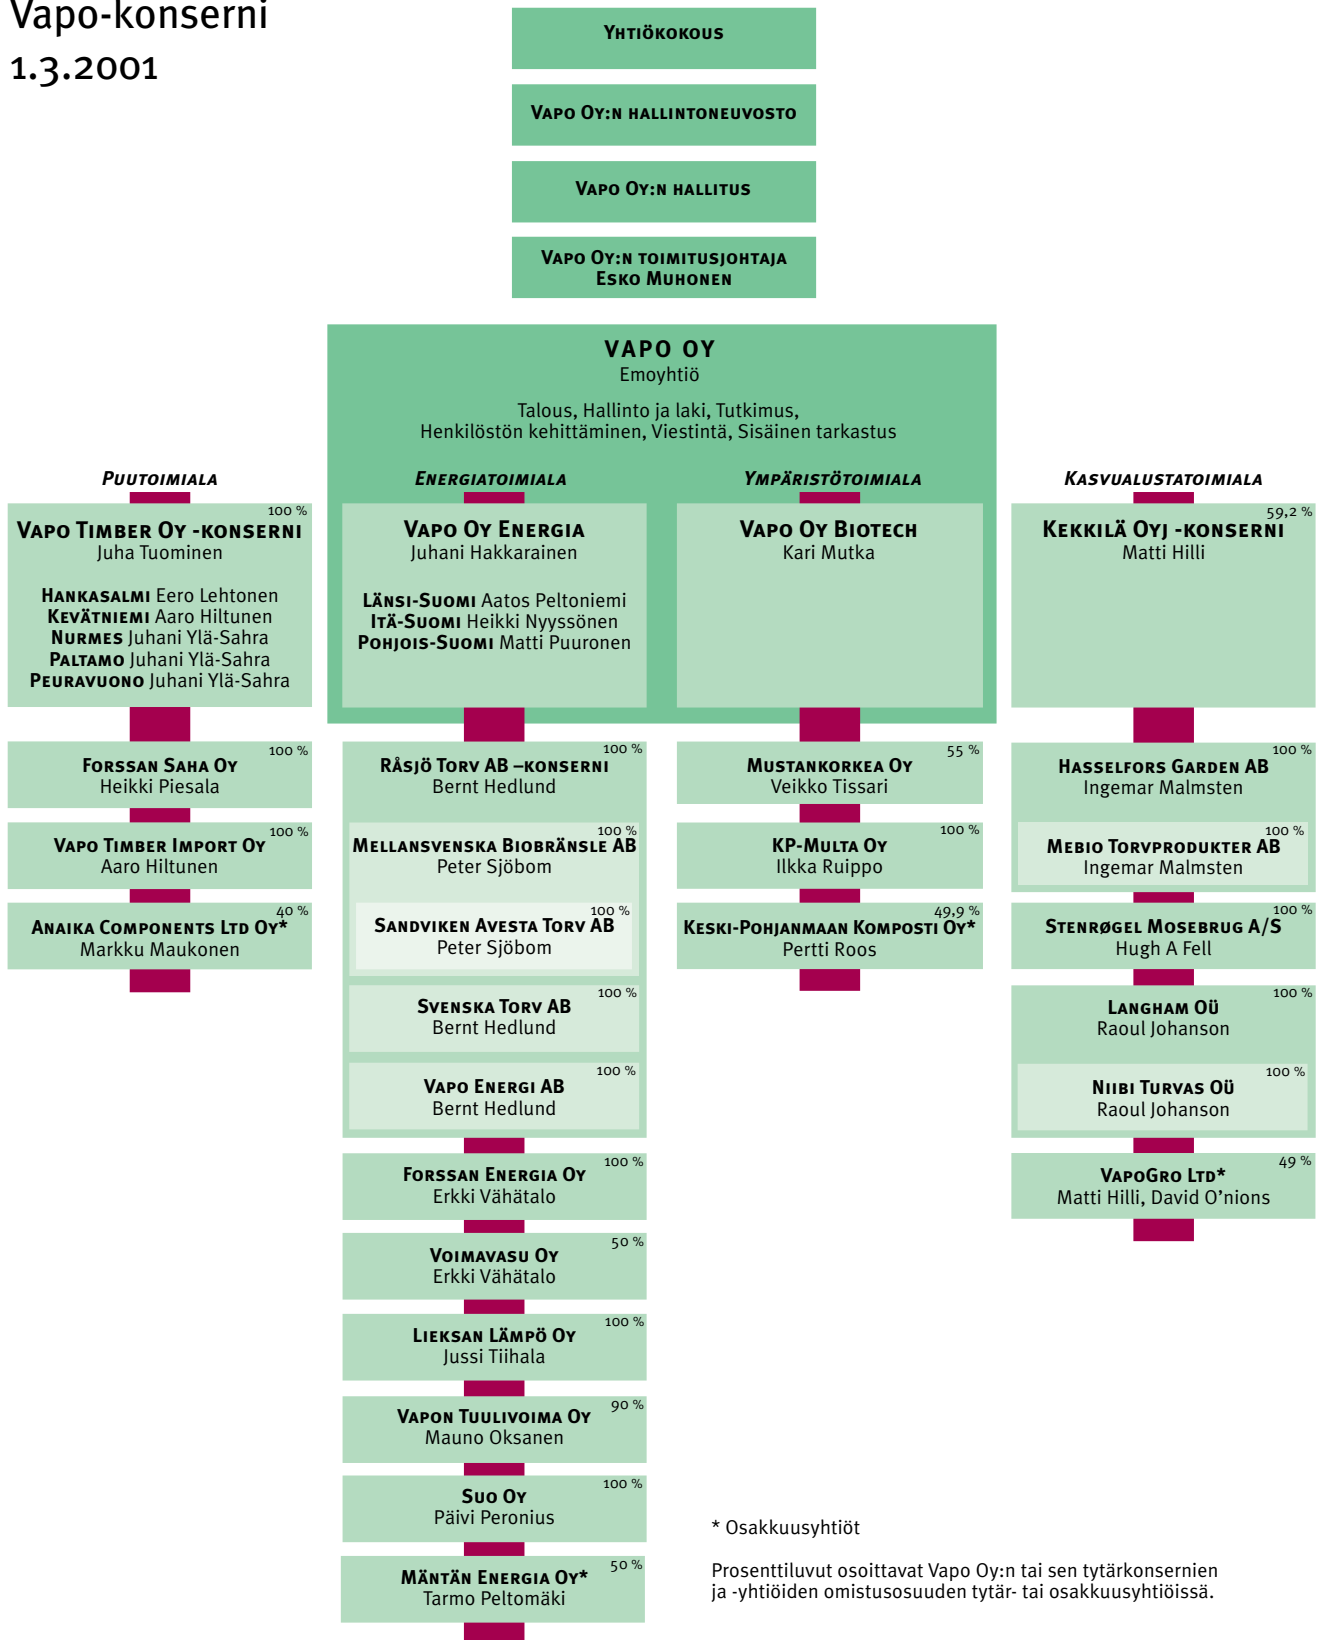 Vapo-konserni
1.3.2001
Yhtiökokous
Vapo Oy:n hallintoneuvosto
Vapo Oy:n hallitus
Vapo Oy:n toimitusjohtaja
Esko Muhonen
VAPO OY
Emoyhtiö
Talous, Hallinto ja laki, Tutkimus,
Henkilöstön kehittäminen, Viestintä, Sisäinen tarkastus
Puutoimiala
100 %
Vapo Timber Oy -konserni
Juha Tuominen
Hankasalmi Eero Lehtonen
Kevätniemi Aaro Hiltunen
Nurmes Juhani Ylä-Sahra
Paltamo Juhani Ylä-Sahra
Peuravuono Juhani Ylä-Sahra
100 %
Forssan Saha Oy
Heikki Piesala
100 %
Vapo Timber Import Oy
Aaro Hiltunen
40 %
Anaika Components Ltd Oy*
Markku Maukonen
Energiatoimiala
Vapo Oy Energia
Juhani Hakkarainen
Länsi-Suomi Aatos Peltoniemi
Itä-Suomi Heikki Nyyssönen
Pohjois-Suomi Matti Puuronen
100 %
Råsjö Torv AB –konserni
Bernt Hedlund
100 %
Mellansvenska Biobränsle AB
Peter Sjöbom
100 %
Sandviken Avesta Torv AB
Peter Sjöbom
100 %
Svenska Torv AB
Bernt Hedlund
100 %
Vapo Energi AB
Bernt Hedlund
100 %
Forssan Energia Oy
Erkki Vähätalo
50 %
Voimavasu Oy
Erkki Vähätalo
100 %
Lieksan Lämpö Oy
Jussi Tiihala
90 %
Vapon Tuulivoima Oy
Mauno Oksanen
100 %
Suo Oy
Päivi Peronius
50 %
Mäntän Energia Oy*
Tarmo Peltomäki
Ympäristötoimiala
Vapo Oy Biotech
Kari Mutka
55 %
Mustankorkea Oy
Veikko Tissari
100 %
KP-Multa Oy
Ilkka Ruippo
49,9 %
Keski-Pohjanmaan Komposti Oy*
Pertti Roos
Kasvualustatoimiala
59,2 %
Kekkilä Oyj -konserni
Matti Hilli
100 %
Hasselfors Garden AB
Ingemar Malmsten
100 %
Mebio Torvprodukter AB
Ingemar Malmsten
100 %
Stenrøgel Mosebrug A/S
Hugh A Fell
100 %
Langham OÜ
Raoul Johanson
100 %
Niibi Turvas OÜ
Raoul Johanson
49 %
VapoGro Ltd*
Matti Hilli, David O’nions
* Osakkuusyhtiöt
Prosenttiluvut osoittavat Vapo Oy:n tai sen tytärkonsernien
ja -yhtiöiden omistusosuuden tytär- tai osakkuusyhtiöissä.